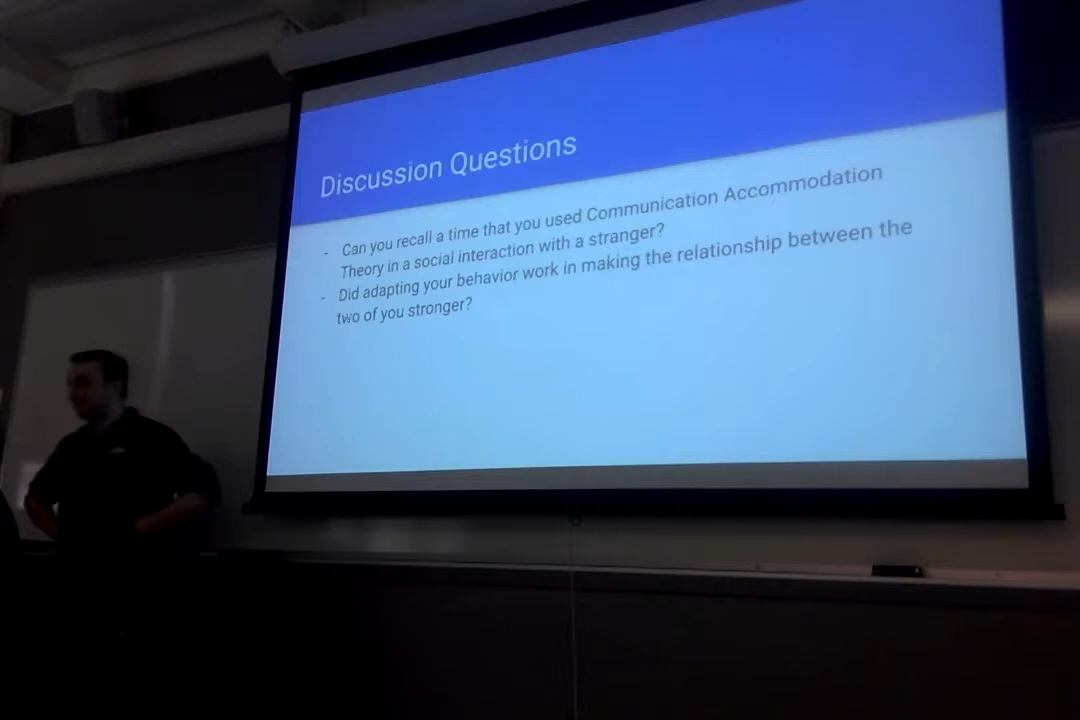 Discussion Questions
- Can you recall a time that you used Communication Accommodation
Theory in a social interaction with a stranger?
- Did adapting your behavior work in making the relationship between the
two of you stronger?